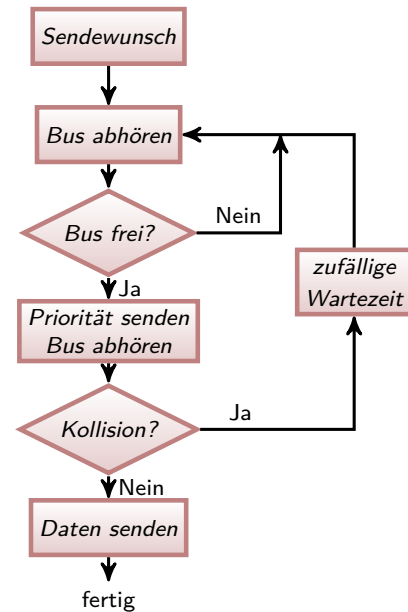 Sendewunsch
Bus abhören
Bus frei?
Nein
Ja
zufällige
Wartezeit
Priorität senden
Bus abhören
Kollision?
Ja
Nein
Daten senden
fertig